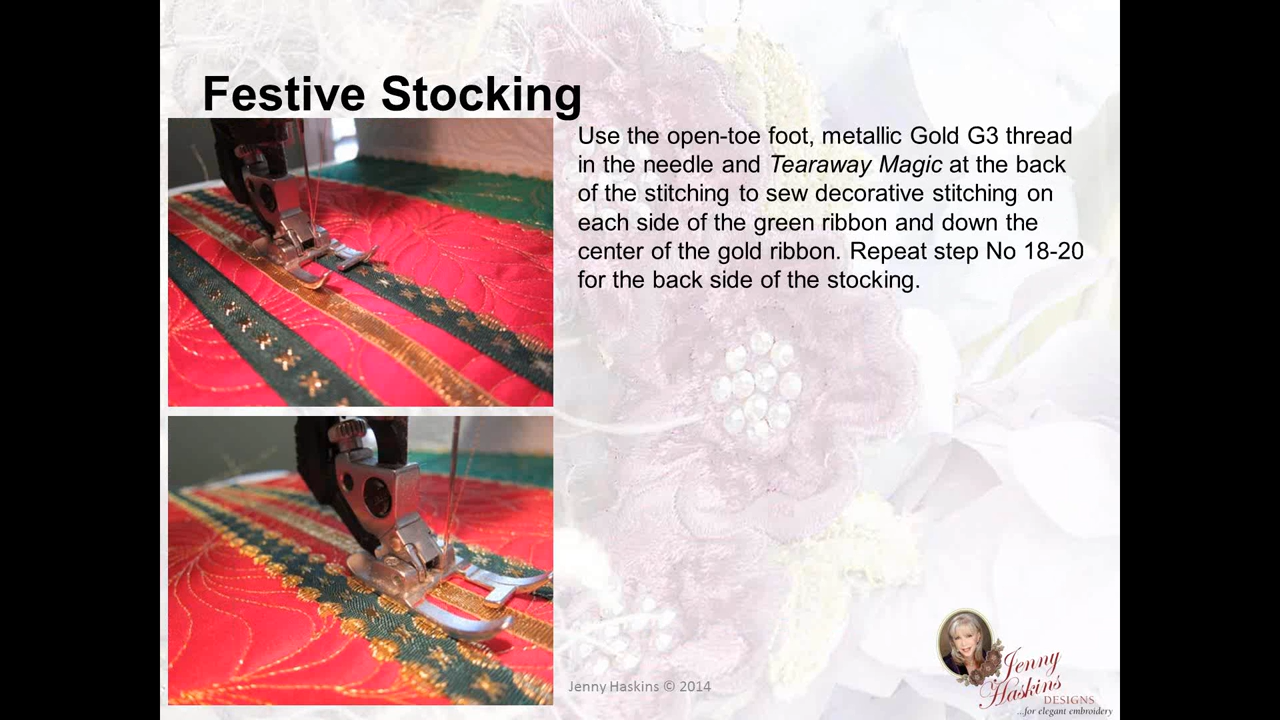 Festive Stocking
Use the open-toe foot, metallic Gold G3 thread
in the needle and Tearaway Magic at the back
of the stitching to sew decorative stitching on
each side of the green ribbon and down the
center of the gold ribbon. Repeat step No 18-20
for the back side of the stocking.
Jenny Haskins © 2014
Jenny
Haskins
DESIGNS
...for elegant embroidery